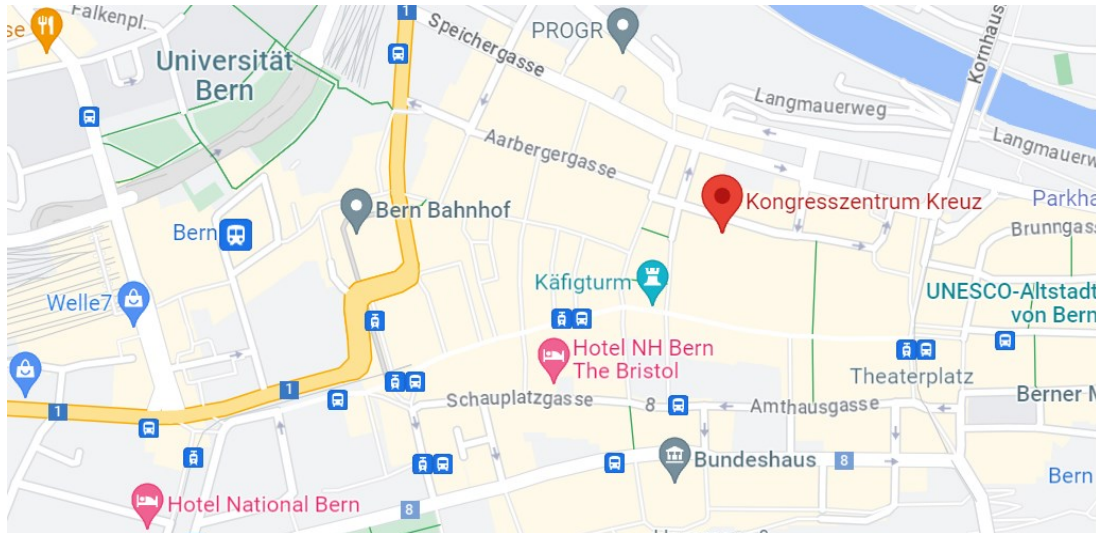 Falkenpl.
1
se
Universität
Bern
Speichergasse
PROGR
Kornhaus
Langmauerweg
Langmauerw
Aarbergergasse
Bern Bahnhof
Kongresszentrum Kreuz
Parkha
Brunngass
Bern
Käfigturm
UNESCO-Altstadt
von Bern
Welle7
Hotel NH Bern
The Bristol
Theaterplatz
1
1
Schauplatzgasse
8
Amthausgasse
Berner M
Bundeshaus
8
Bern
Hotel National Bern
8